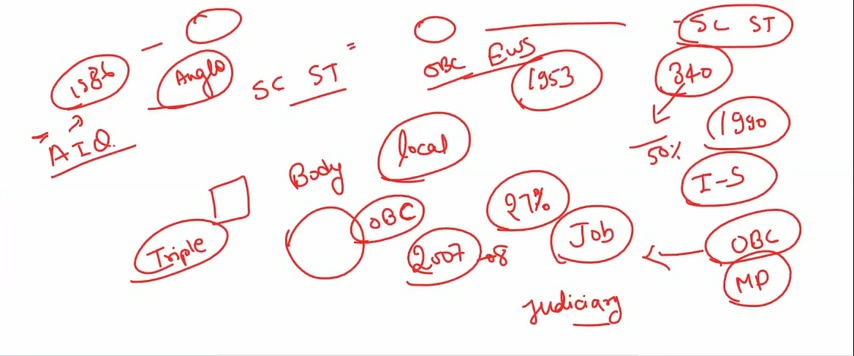 SC ST
1986 - Anglo SC ST " OBC EWS 1953 340
A.I.Q.
local 50% 1990
Body 27% I-S
Triple OBC 2007-08 Job OBC
MP
Judiciary